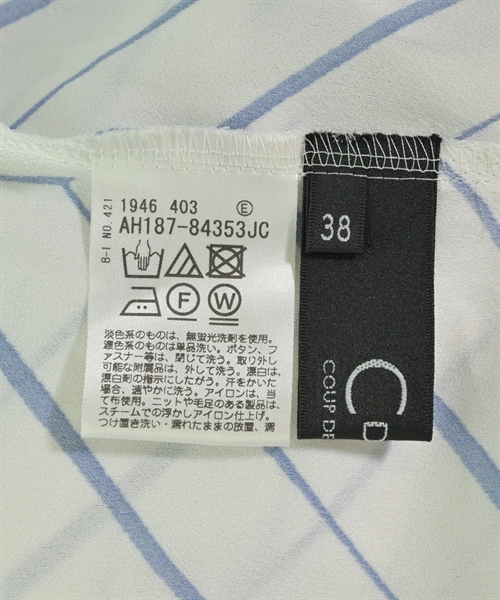 B-I NO.421
1946 403 E
AH187-84353JC
F W
淡色系のものは、無蛍光洗剤を使用。
濃色系のものは単品洗い。ボタン、フ
ァスナー等は、閉じて洗う。取り外し
可能な附属品は、外して洗う。漂白は、
漂白剤の指示にしたがう。汗をかいた
場合、速やかに洗う。アイロンは、当
て布使用。ニットや毛足のある製品は、
スチームでの浮かしアイロン仕上げ。
つけ置き洗い・濡れたままの放置、濡
38
CD
COUP DE